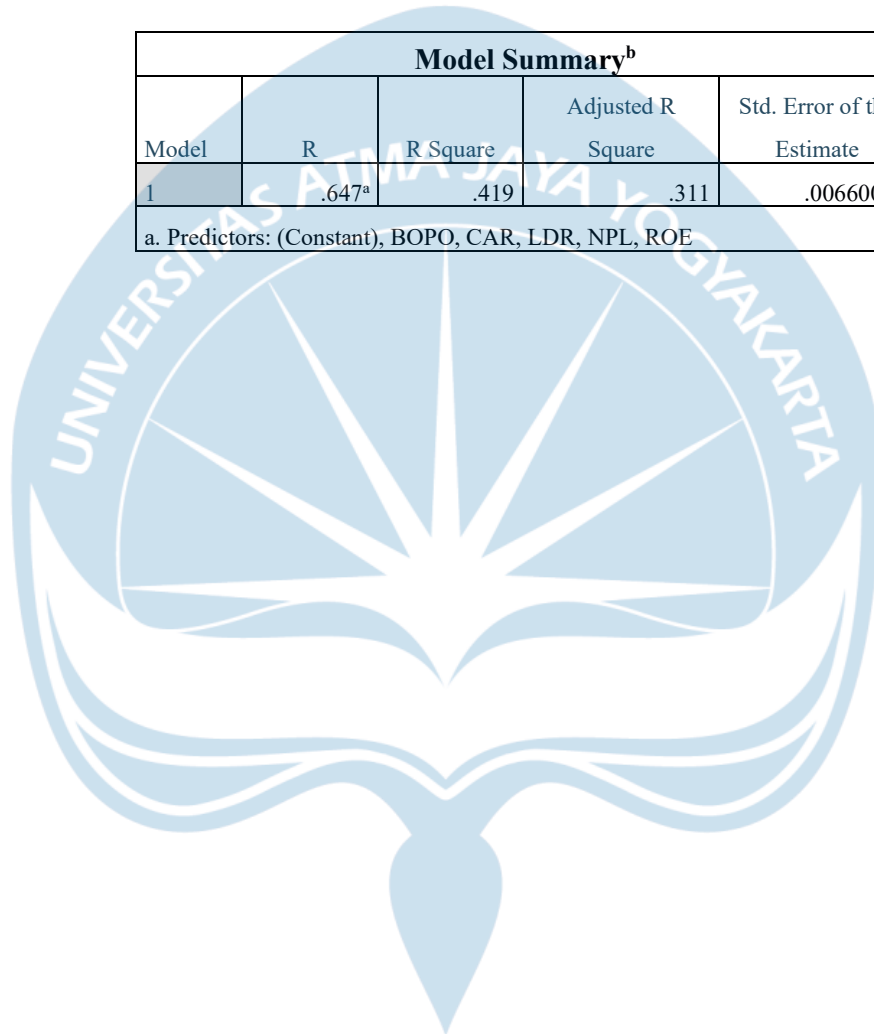 Model Summaryb
Model R R Square Adjusted R Square Std. Error of Estimate
1 .647a .419 .311
a. Predictors: (Constant), BOPO, CAR, LDR, NPL, ROE
UNIVERSITAS ATMA JAYA YOGYAKARTA